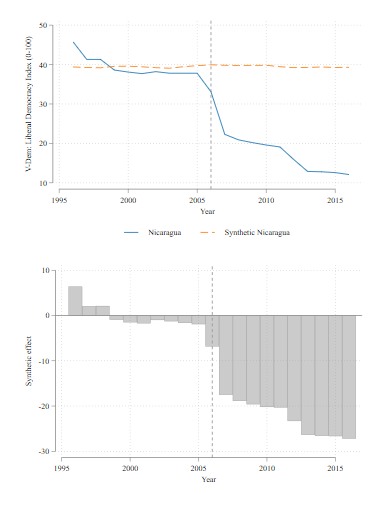 V-Dem: Liberal Democracy Index (0-100)
50
40
30
20
10
1995 2000 2005 2010 2015
Year
Nicaragua Synthetic Nicaragua
Synthetic effect
10
0
-10
-20
-30
1995 2000 2005 2010 2015
Year